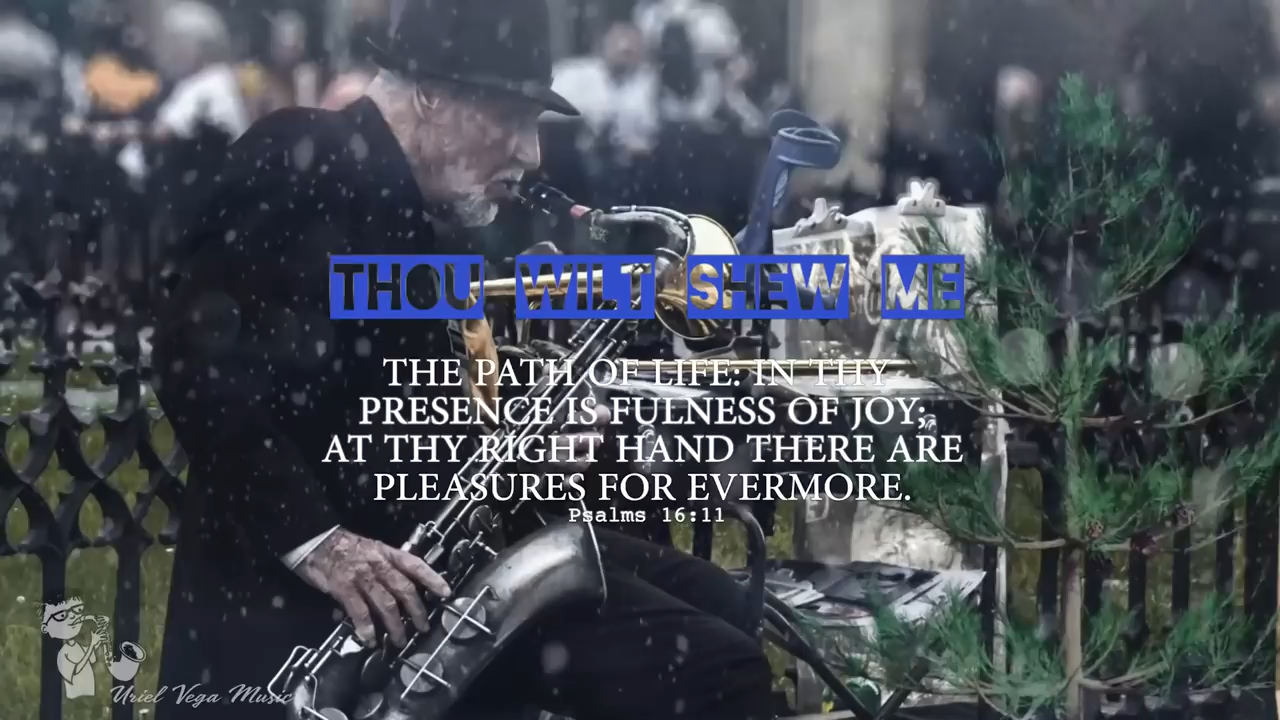 THOU WILT SHEW ME
THE PATH OF LIFE: IN THY
PRESENCE IS FULNESS OF JOY;
AT THY RIGHT HAND THERE ARE
PLEASURES FOR EVERMORE.
Psalms 16:11
Uriel Vega Music